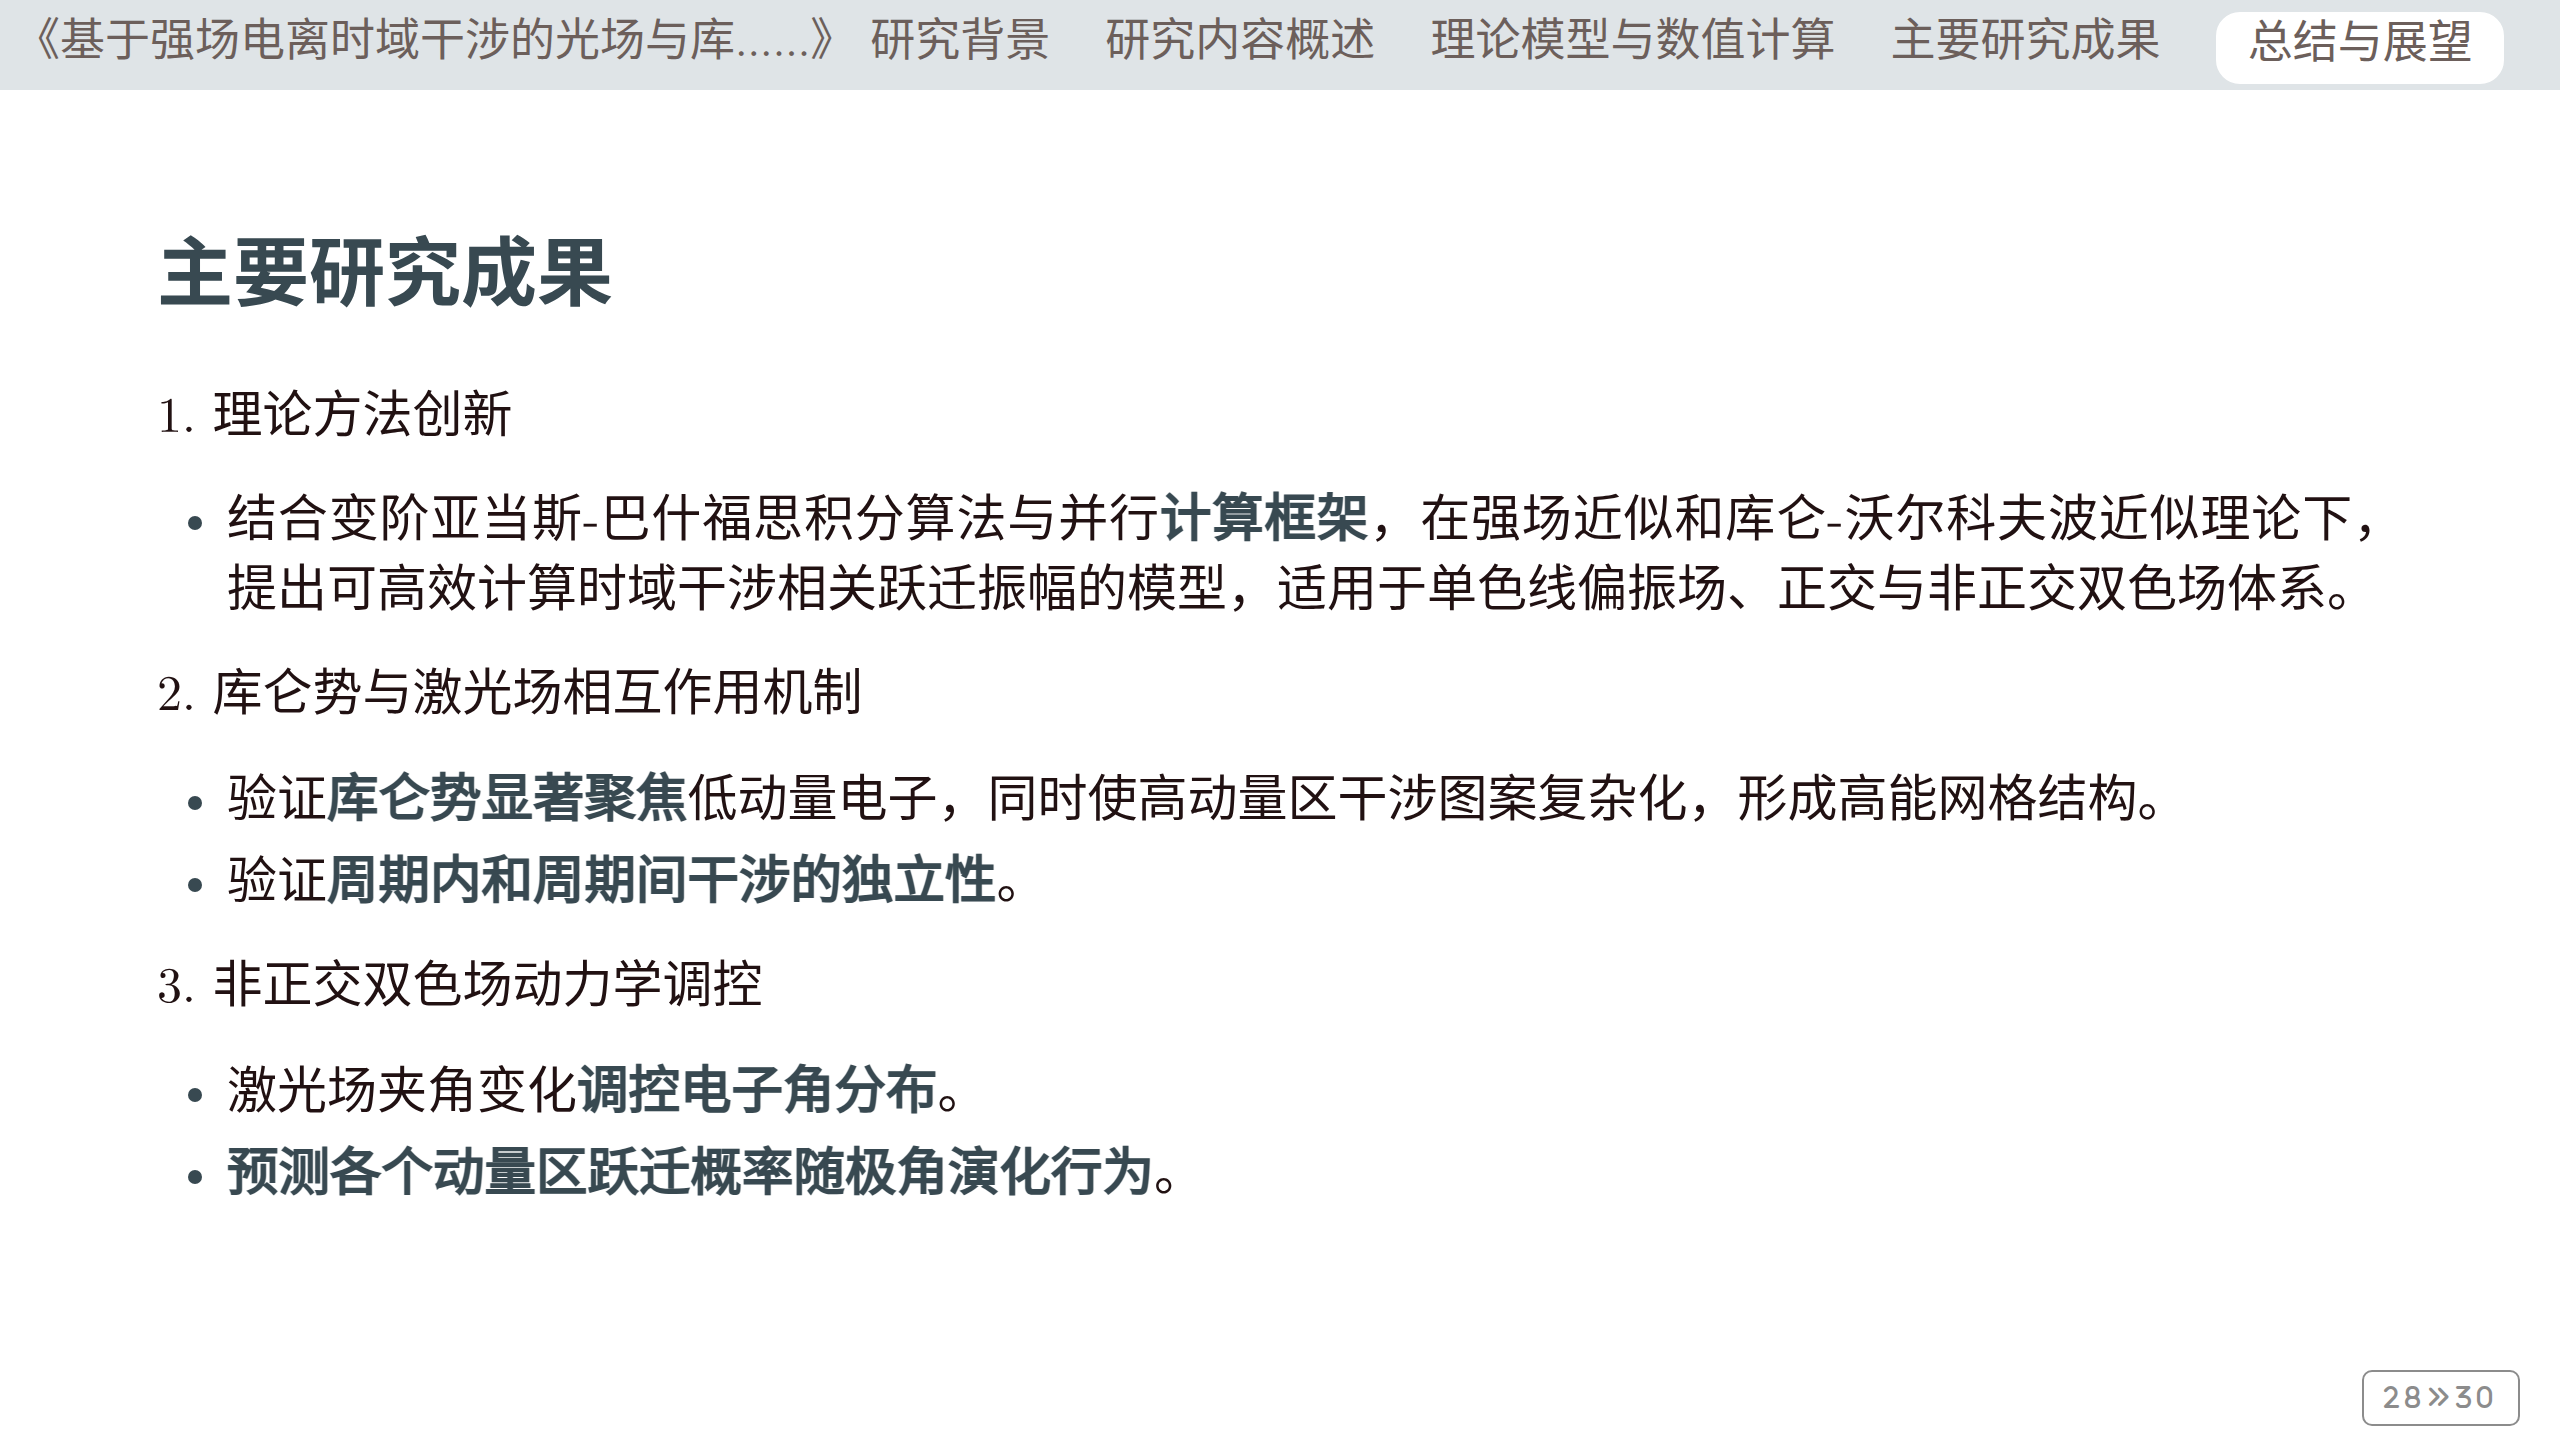 《基于强场电离时域干涉的光场与库......》 研究背景 研究内容概述 理论模型与数值计算 主要研究成果 总结与展望
主要研究成果
1. 理论方法创新
• 结合变阶亚当斯-巴什福思积分算法与并行计算框架，在强场近似和库仑-沃尔科夫波近似理论下，
提出可高效计算时域干涉相关跃迁振幅的模型，适用于单色线偏振场、正交与非正交双色场体系。
2. 库仑势与激光场相互作用机制
• 验证库仑势显著聚焦低动量电子，同时使高动量区干涉图案复杂化，形成高能网格结构。
• 验证周期内和周期间干涉的独立性。
3. 非正交双色场动力学调控
• 激光场夹角变化调控电子角分布。
• 预测各个动量区跃迁概率随极角演化行为。
28»30